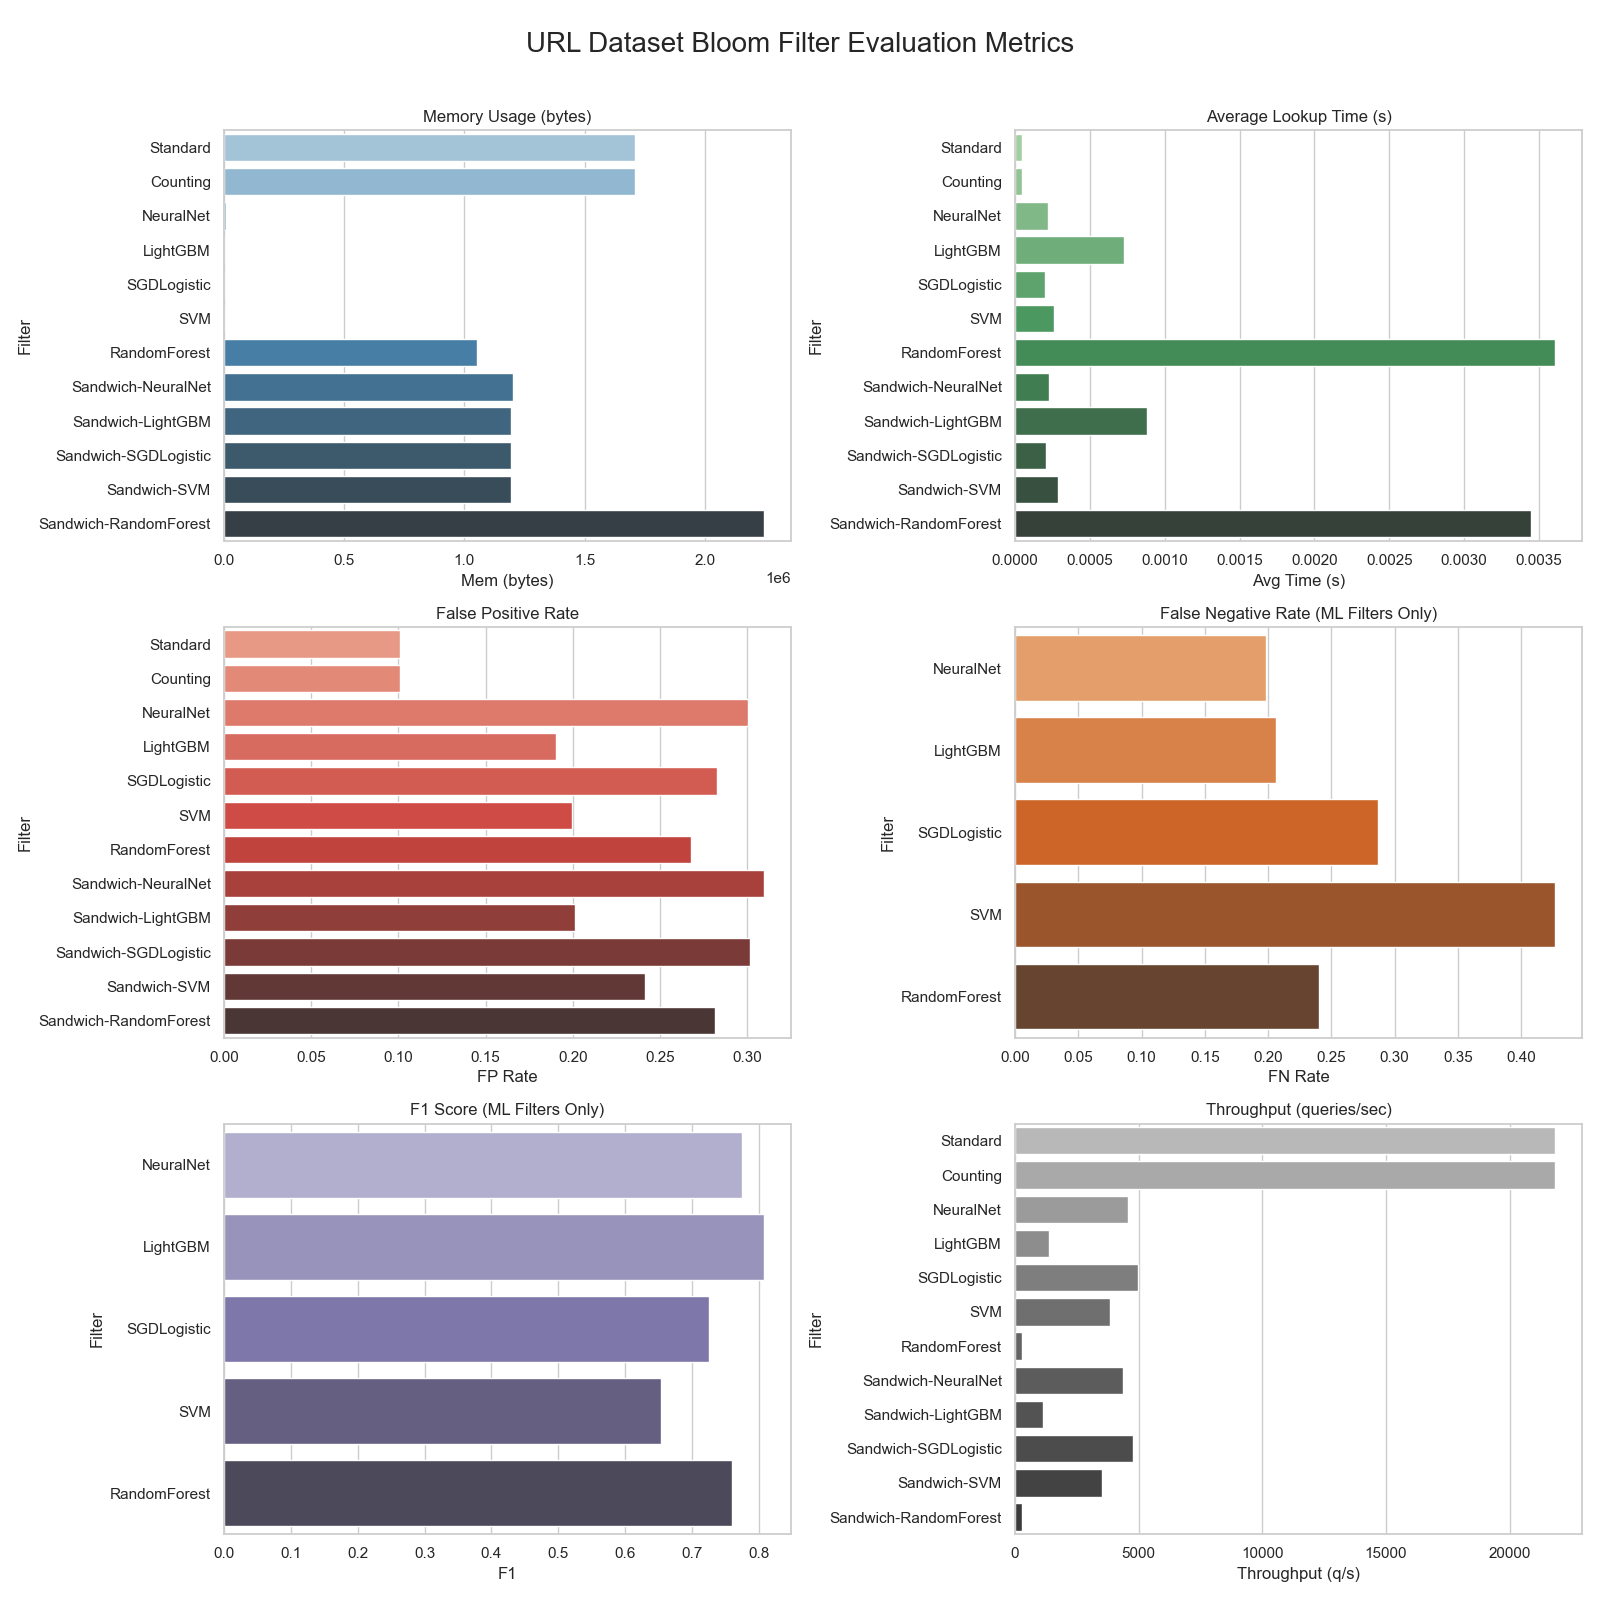 URL Dataset Bloom Filter Evaluation Metrics
Memory Usage (bytes)
Filter
Standard
Counting
NeuralNet
LightGBM
SGDLogistic
SVM
RandomForest
Sandwich-NeuralNet
Sandwich-LightGBM
Sandwich-SGDLogistic
Sandwich-SVM
Sandwich-RandomForest
0.0 0.5 1.0 1.5 2.0
1e6
Mem (bytes)
Average Lookup Time (s)
Filter
Standard
Counting
NeuralNet
LightGBM
SGDLogistic
SVM
RandomForest
Sandwich-NeuralNet
Sandwich-LightGBM
Sandwich-SGDLogistic
Sandwich-SVM
Sandwich-RandomForest
0.0000 0.0005 0.0010 0.0015 0.0020 0.0025 0.0030 0.0035
Avg Time (s)
False Positive Rate
Filter
Standard
Counting
NeuralNet
LightGBM
SGDLogistic
SVM
RandomForest
Sandwich-NeuralNet
Sandwich-LightGBM
Sandwich-SGDLogistic
Sandwich-SVM
Sandwich-RandomForest
0.00 0.05 0.10 0.15 0.20 0.25 0.30
FP Rate
False Negative Rate (ML Filters Only)
Filter
NeuralNet
LightGBM
SGDLogistic
SVM
RandomForest
0.00 0.05 0.10 0.15 0.20 0.25 0.30 0.35 0.40
FN Rate
F1 Score (ML Filters Only)
Filter
NeuralNet
LightGBM
SGDLogistic
SVM
RandomForest
0.0 0.1 0.2 0.3 0.4 0.5 0.6 0.7 0.8
F1
Throughput (queries/sec)
Filter
Standard
Counting
NeuralNet
LightGBM
SGDLogistic
SVM
RandomForest
Sandwich-NeuralNet
Sandwich-LightGBM
Sandwich-SGDLogistic
Sandwich-SVM
Sandwich-RandomForest
0 5000 10000 15000 20000
Throughput (q/s)